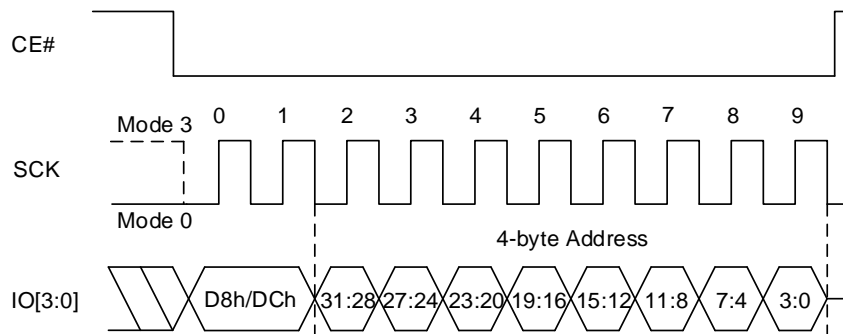 CE#
Mode 3
0 1 2 3 4 5 6 7 8 9
SCK
Mode 0
4-byte Address
IO[3:0]
D8h/DCh 31:28 27:24 23:20 19:16 15:12 11:8 7:4 3:0